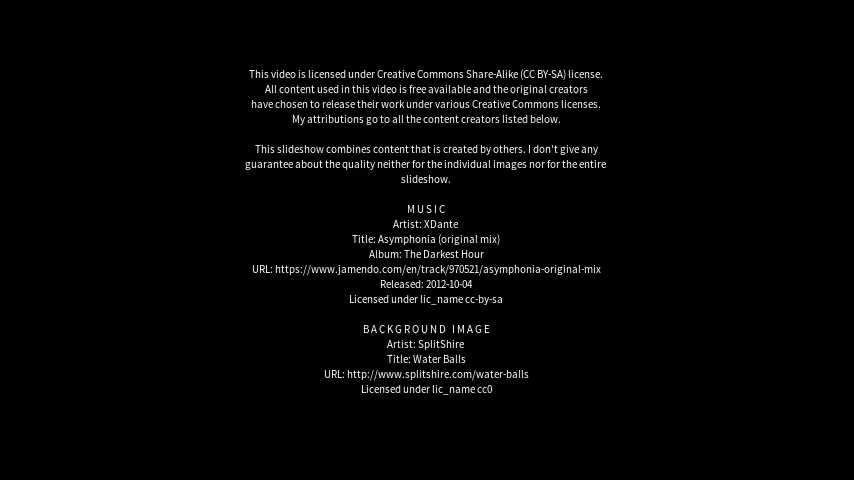 This video is licensed under Creative Commons Share-Alike (CC BY-SA) license.
All content used in this video is free available and the original creators
have chosen to release their work under various Creative Commons licenses.
My attributions go to all the content creators listed below.
This slideshow combines content that is created by others. I don't give any
guarantee about the quality neither for the individual images nor for the entire
slideshow.
MUSIC
Artist: XDante
Title: Asymphonia (original mix)
Album: The Darkest Hour
URL: https://www.jamendo.com/en/track/970521/asymphonia-original-mix
Released: 2012-10-04
Licensed under lic_name cc-by-sa
BACKGROUND IMAGE
Artist: SplitShire
Title: Water Balls
URL: http://www.splitshire.com/water-balls
Licensed under lic_name cc0